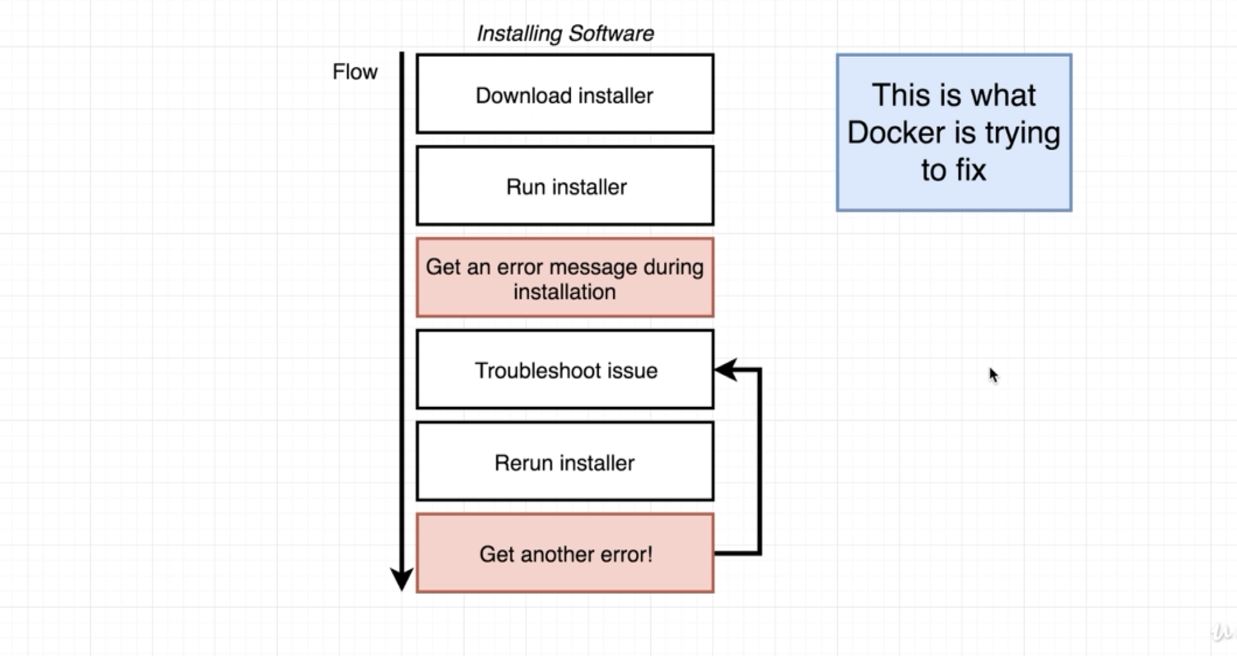 Installing Software
Flow
Download installer
Run installer
Get an error message during
installation
Troubleshoot issue
Rerun installer
Get another error!
This is what
Docker is trying
to fix